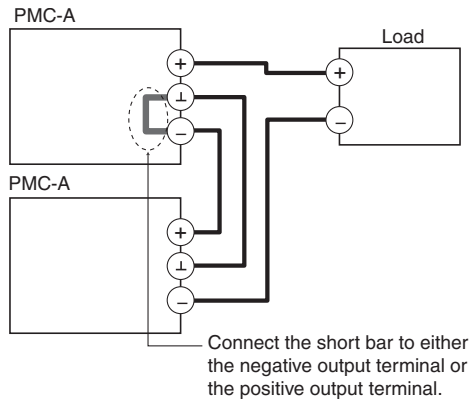 PMC-A
Load
+
⊥
–
+
–
PMC-A
+
⊥
–
Connect the short bar to either
the negative output terminal or
the positive output terminal.